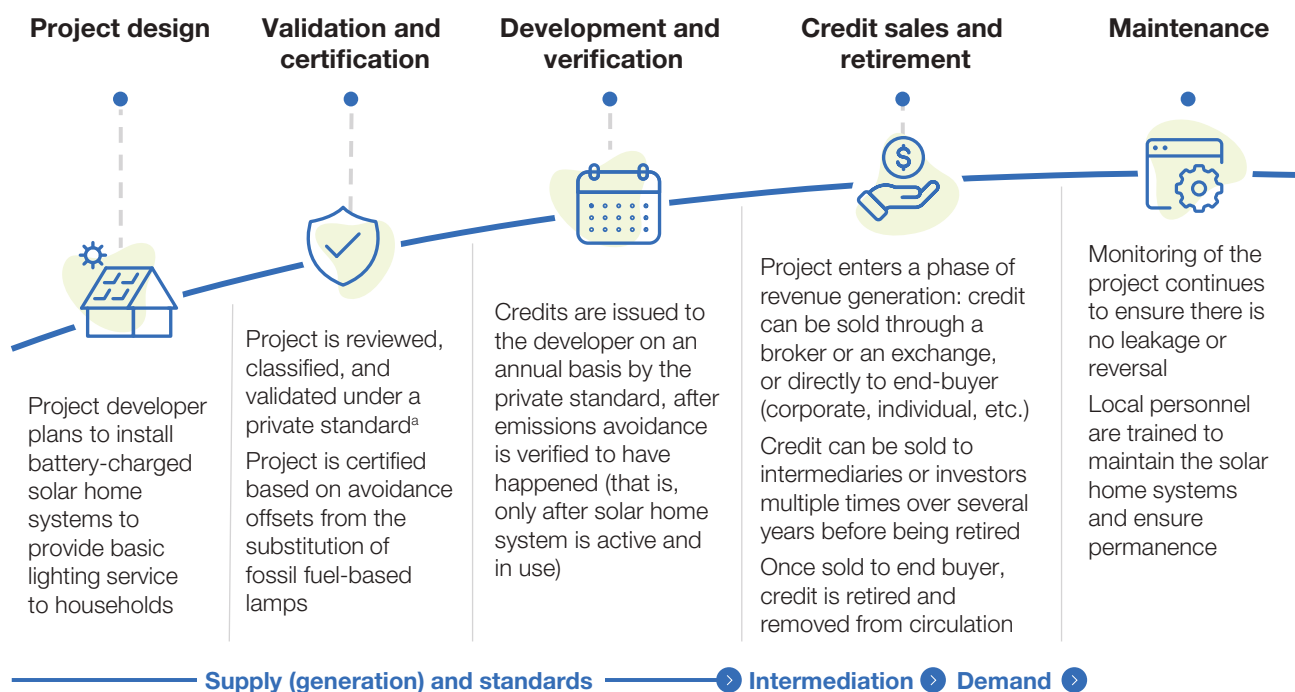 Project design
Validation and
certification
Development and
verification
Credit sales and
retirement
Maintenance
$
Project developer
plans to install
battery-charged
solar home
systems to
provide basic
lighting service
to households
Project is reviewed,
classified, and
validated under a
private standardᵃ
Project is certified
based on avoidance
offsets from the
substitution of
fossil fuel-based
lamps
Credits are issued to
the developer on an
annual basis by the
private standard, after
emissions avoidance
is verified to have
happened (that is,
only after solar home
system is active and
in use)
Project enters a phase of
revenue generation: credit
can be sold through a
broker or an exchange,
or directly to end-buyer
(corporate, individual, etc.)
Credit can be sold to
intermediaries or investors
multiple times over several
years before being retired
Once sold to end buyer,
credit is retired and
removed from circulation
Monitoring of the
project continues
to ensure there is
no leakage or
reversal
Local personnel
are trained to
maintain the solar
home systems
and ensure
permanence
Supply (generation) and standards
Intermediation
Demand